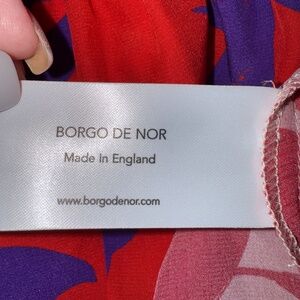 BORGO DE NOR
Made in England
www.borgodenor.com